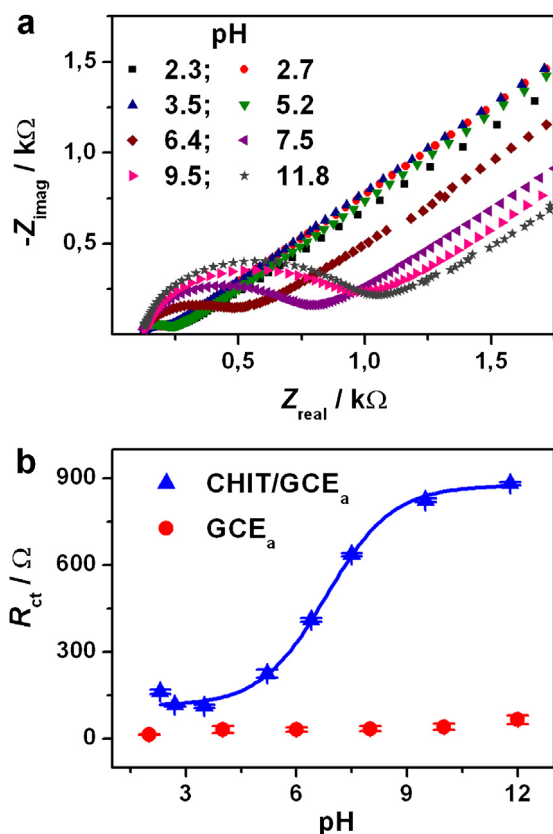 a
pH
2.3; 2.7
3.5; 5.2
6.4; 7.5
9.5; 11.8
1,5
1,0
0,5
-Zimag / kΩ
0,5 1,0 1,5
Zreal / kΩ
b
CHIT/GCEa
GCEa
900
600
300
0
Rct / Ω
3 6 9 12
pH